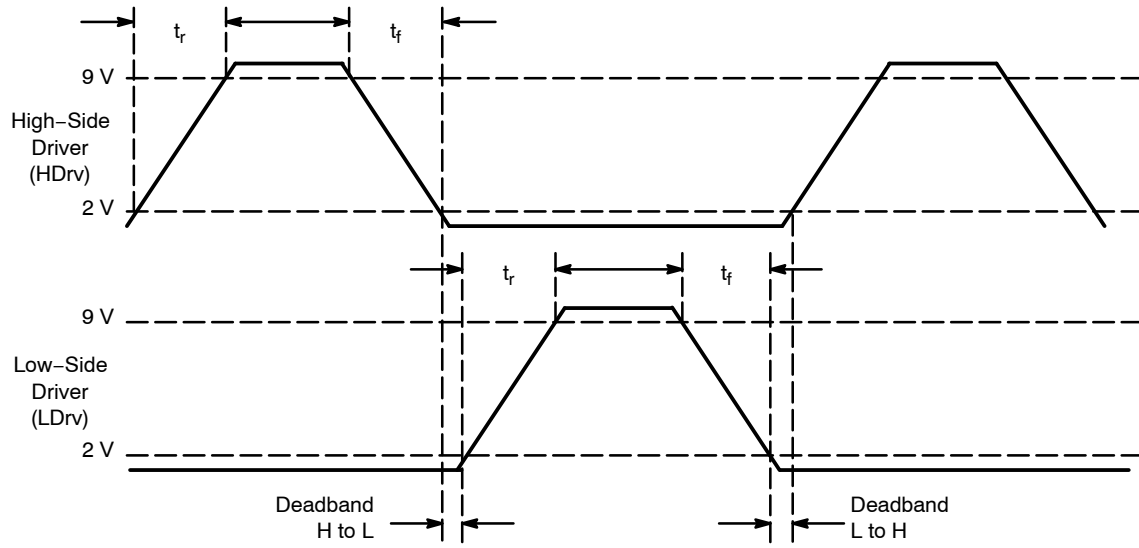 tr
tf
9 V
High−Side
Driver
(HDrv)
2 V
tr
tf
9 V
Low−Side
Driver
(LDrv)
2 V
Deadband
H to L
Deadband
L to H